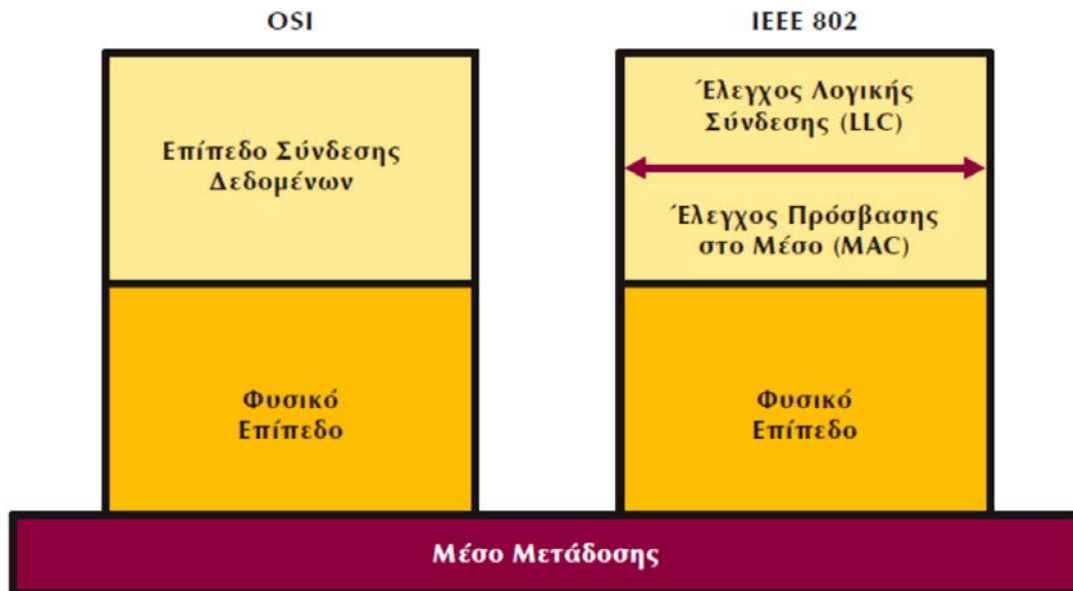 OSI
IEEE 802
Επίπεδο Σύνδεσης
Δεδομένων
Έλεγχος Λογικής
Σύνδεσης (LLC)
Έλεγχος Πρόσβασης
στο Μέσο (MAC)
Φυσικό
Επίπεδο
Φυσικό
Επίπεδο
Μέσο Μετάδοσης